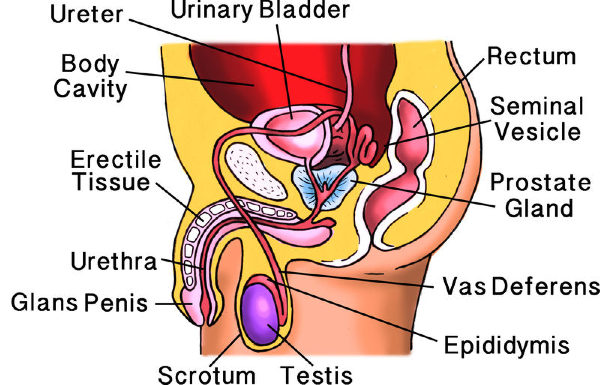 Ureter
Urinary Bladder
Body
Cavity
Rectum
Seminal
Vesicle
Erectile
Tissue
Prostate
Gland
Urethra
Glans Penis
Vas Deferens
Epididymis
Scrotum
Testis